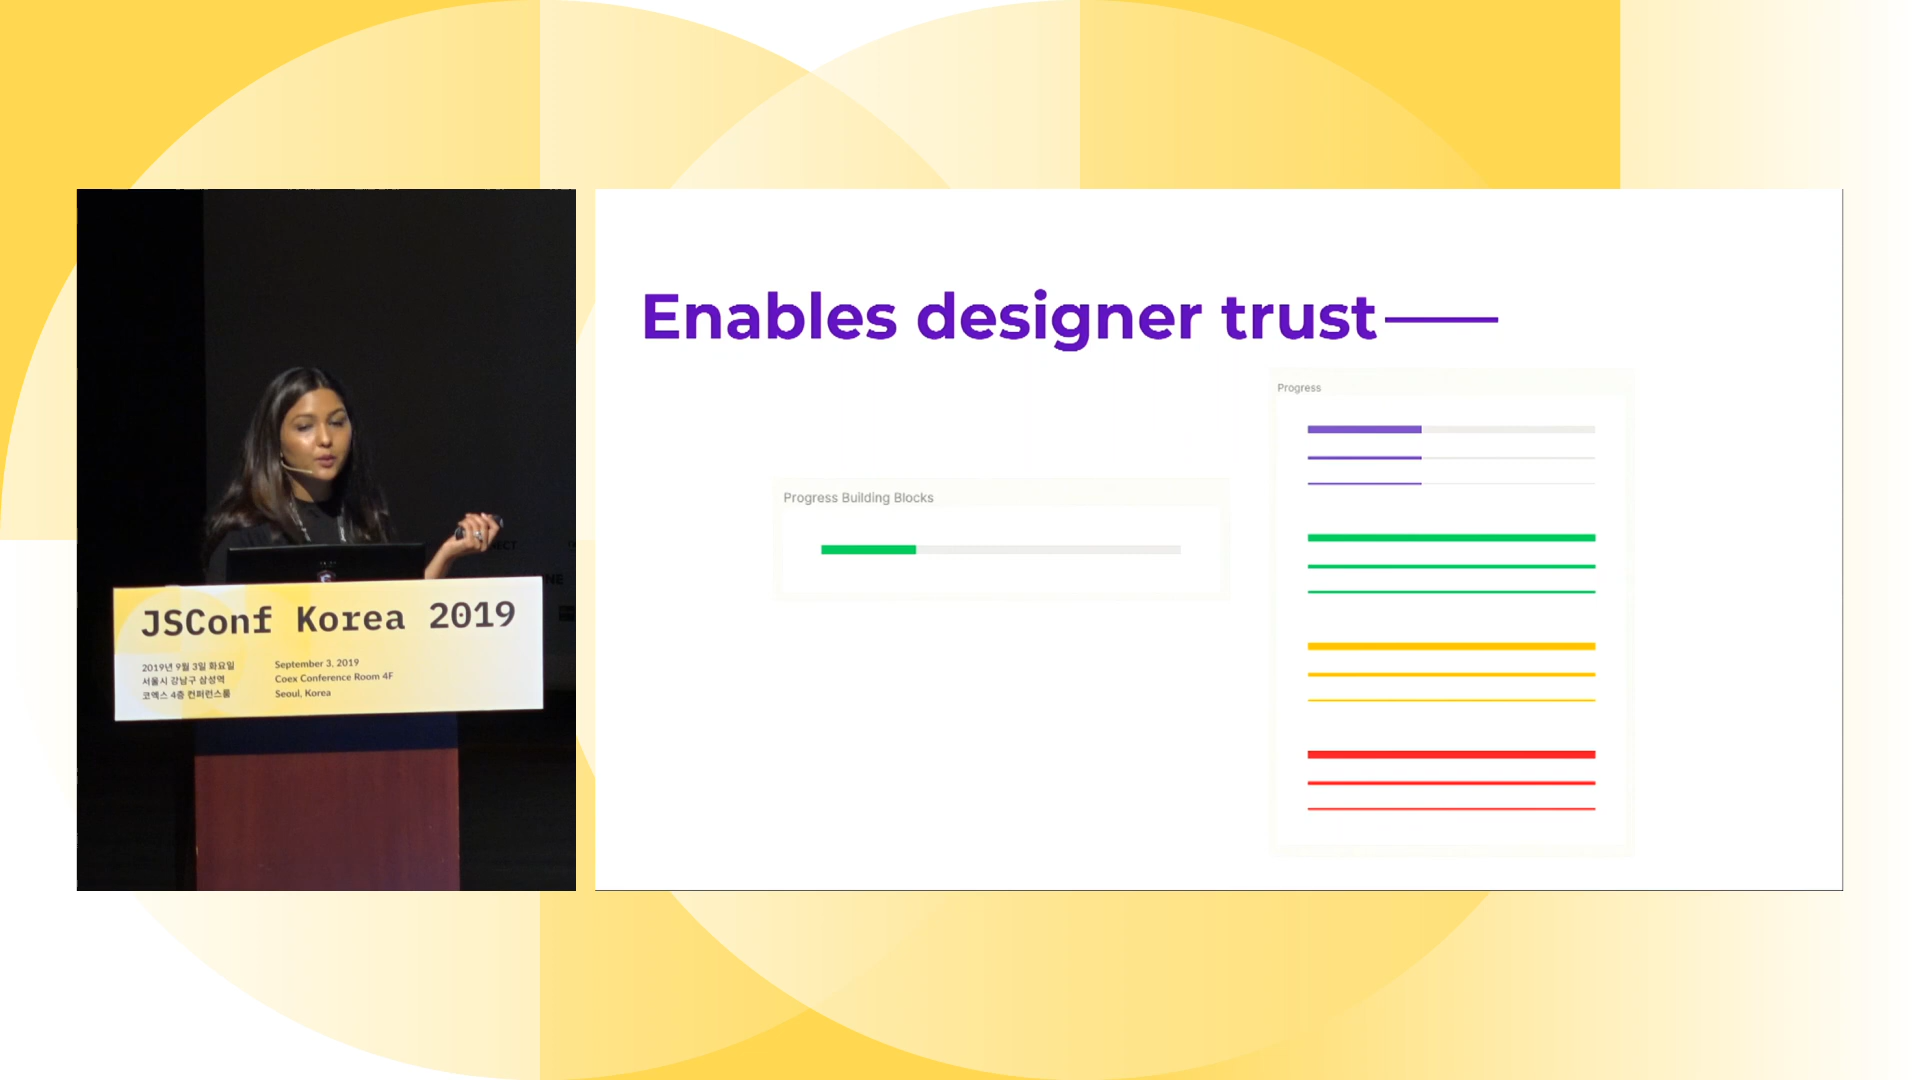 Enables designer trust
Progress Building Blocks
Progress
JSConf Korea 2019
2019년 9월 3일 화요일
서울시 강남구 삼성역
코엑스 4층 컨퍼런스룸
September 3, 2019
Coex Conference Room 4F
Seoul, Korea